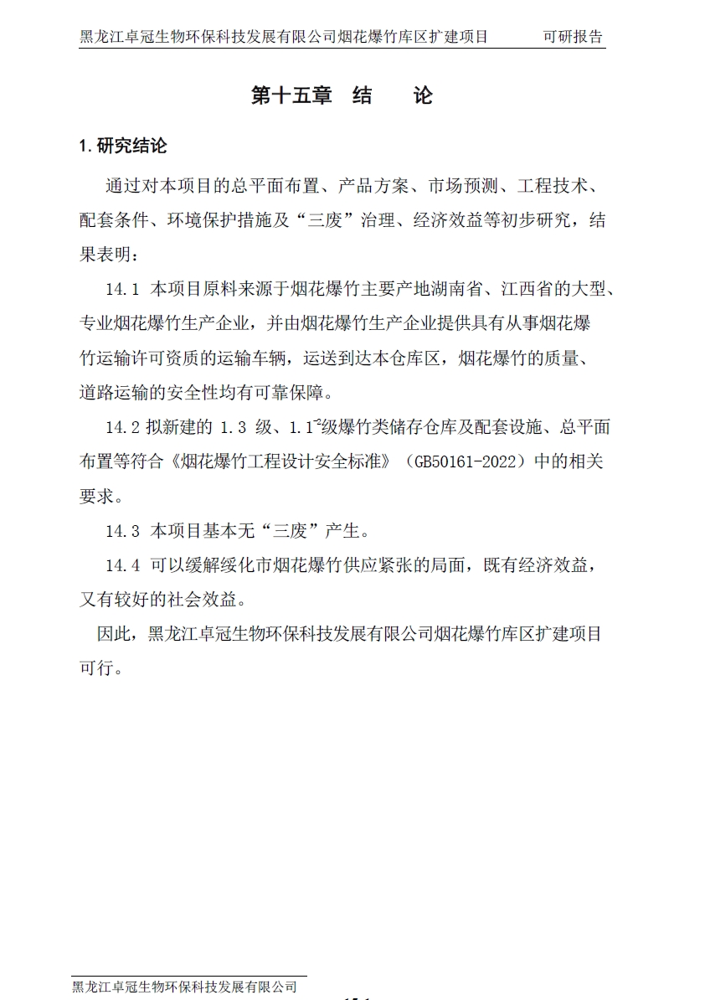 黑龙江卓冠生物环保科技发展有限公司烟花爆竹库区扩建项目 可研报告
第十五章 结 论
1.研究结论
通过对本项目的总平面布置、产品方案、市场预测、工程技术、
配套条件、环境保护措施及“三废”治理、经济效益等初步研究，结
果表明：
14.1 本项目原料来源于烟花爆竹主要产地湖南省、江西省的大型、
专业烟花爆竹生产企业，并由烟花爆竹生产企业提供具有从事烟花爆
竹运输许可资质的运输车辆，运送到达本仓库区，烟花爆竹的质量、
道路运输的安全性均有可靠保障。
14.2 拟新建的 1.3 级、1.1⁻²级爆竹类储存仓库及配套设施、总平面
布置等符合《烟花爆竹工程设计安全标准》（GB50161-2022）中的相关
要求。
14.3 本项目基本无“三废”产生。
14.4 可以缓解绥化市烟花爆竹供应紧张的局面，既有经济效益，
又有较好的社会效益。
因此，黑龙江卓冠生物环保科技发展有限公司烟花爆竹库区扩建项目
可行。
黑龙江卓冠生物环保科技发展有限公司